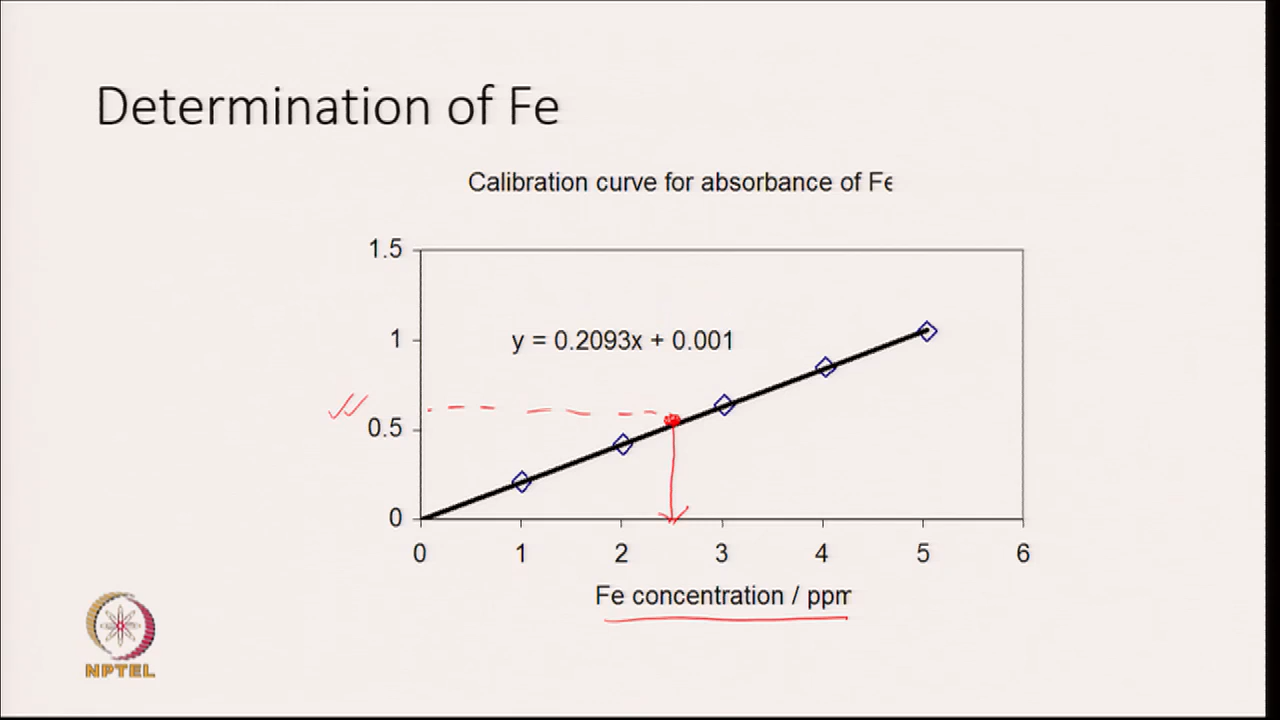 Determination of Fe
Calibration curve for absorbance of Fe
1.5
y = 0.2093x + 0.001
1
0.5
0
0 1 2 3 4 5 6
Fe concentration / ppm
NPTEL